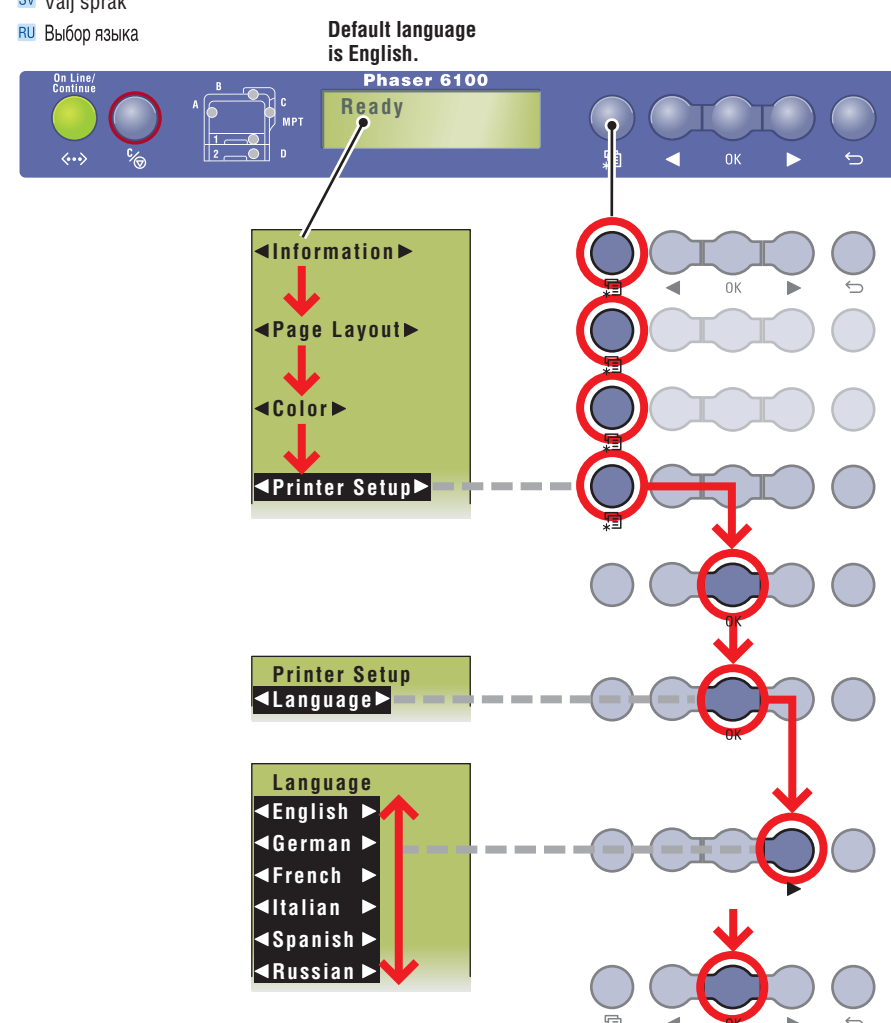 SV Välj språk
RU Выбор языка
Default language
is English.
On Line/
Continue
Phaser 6100
Ready
A
B
C
MPT
1
2
D
C/
OK
◀Information▶
OK
◀Page Layout▶
◀Color▶
◀Printer Setup▶
OK
Printer Setup
◀Language▶
OK
Language
◀English ▶
◀German ▶
◀French ▶
◀Italian ▶
◀Spanish ▶
◀Russian ▶
OK